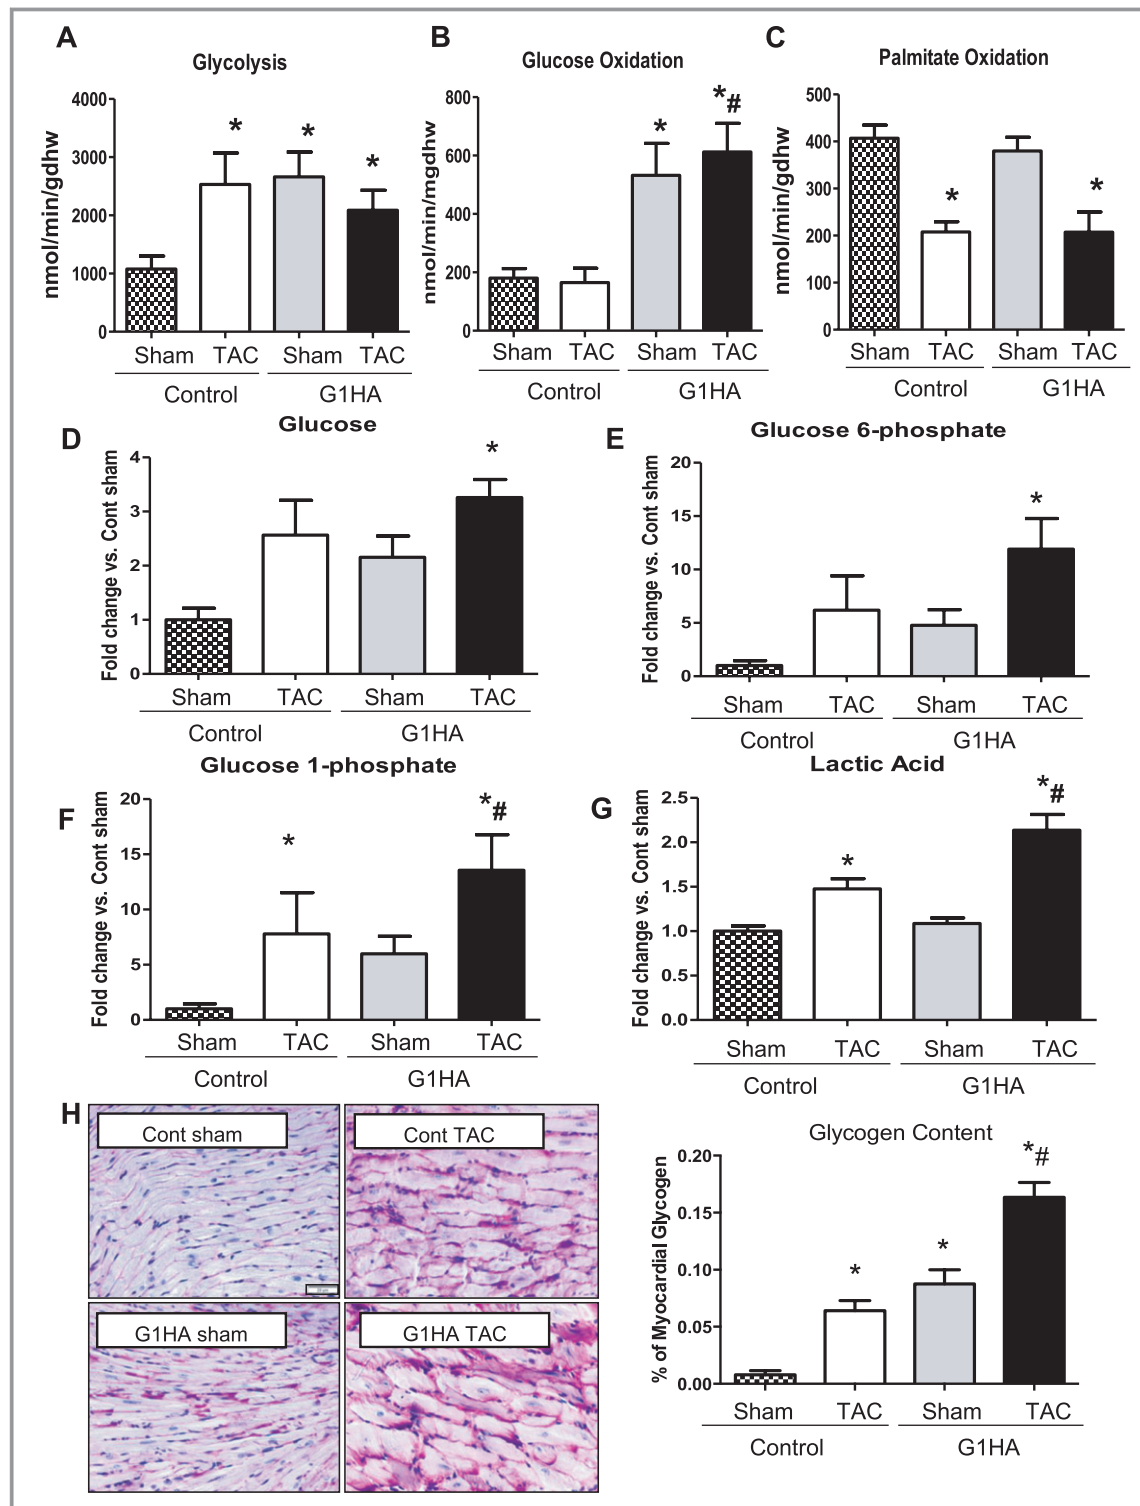 A
Glycolysis
nmol/min/gdhw
4000
3000
2000
1000
0
*
*
*
Sham TAC Sham TAC
Control G1HA
B
Glucose Oxidation
nmol/min/mgdhw
800
600
400
200
0
*
*#
Sham TAC Sham TAC
Control G1HA
C
Palmitate Oxidation
nmol/min/gdhw
500
400
300
200
100
0
*
*
Sham TAC Sham TAC
Control G1HA
D
Glucose
Fold change vs. Cont sham
4
3
2
1
0
*
Sham TAC Sham TAC
Control G1HA
E
Glucose 6-phosphate
Fold change vs. Cont sham
20
15
10
5
0
*
Sham TAC Sham TAC
Control G1HA
F
Glucose 1-phosphate
Fold change vs. Cont sham
20
15
10
5
0
*
*#
Sham TAC Sham TAC
Control G1HA
G
Lactic Acid
Fold change vs. Cont sham
2.5
2.0
1.5
1.0
0.5
0.0
*
*#
Sham TAC Sham TAC
Control G1HA
H
Cont sham
Cont TAC
G1HA sham
G1HA TAC
Glycogen Content
% of Myocardial Glycogen
0.20
0.15
0.10
0.05
0.00
*
*
*#
Sham TAC Sham TAC
Control G1HA